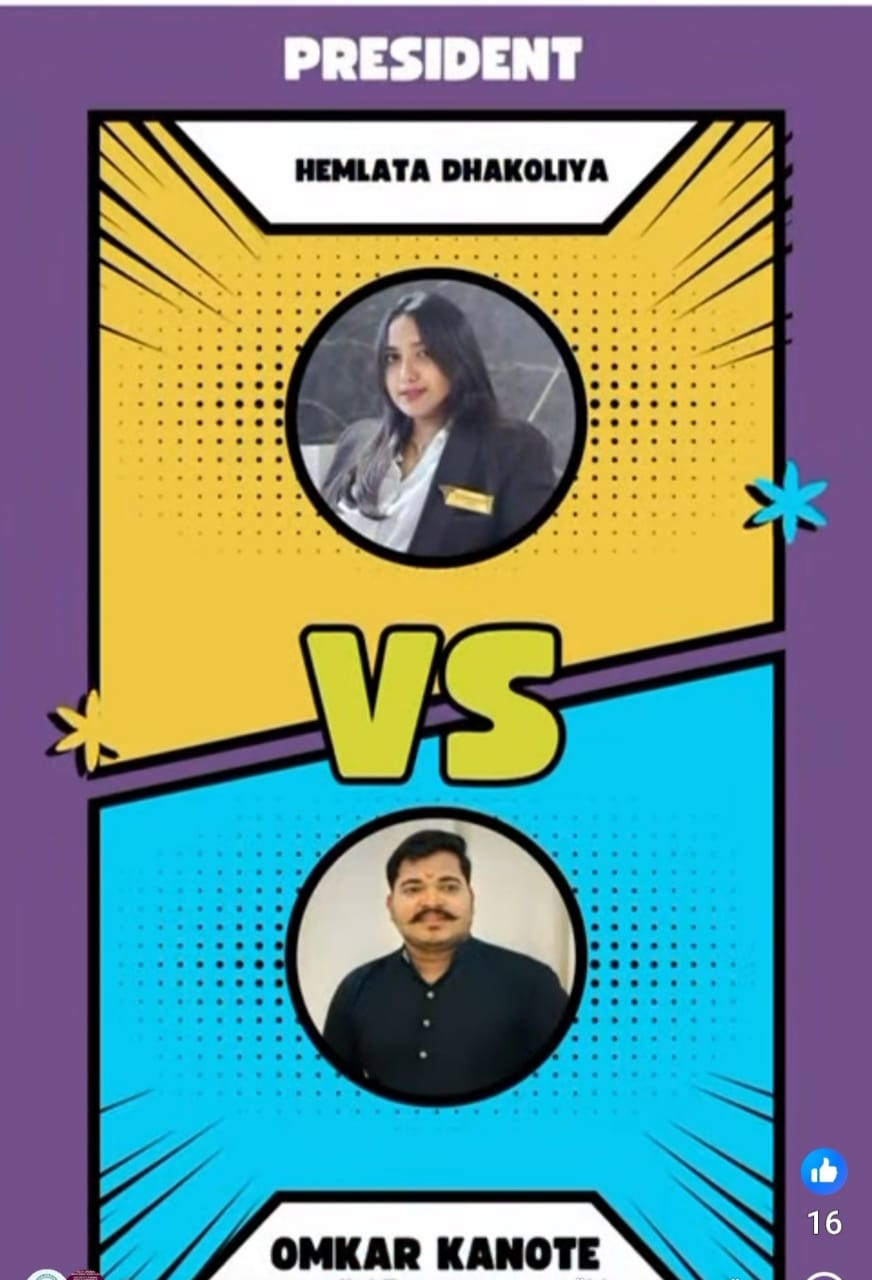 PRESIDENT
HEMLATA DHAKOLIYA
VS
OMKAR KANOTE
16